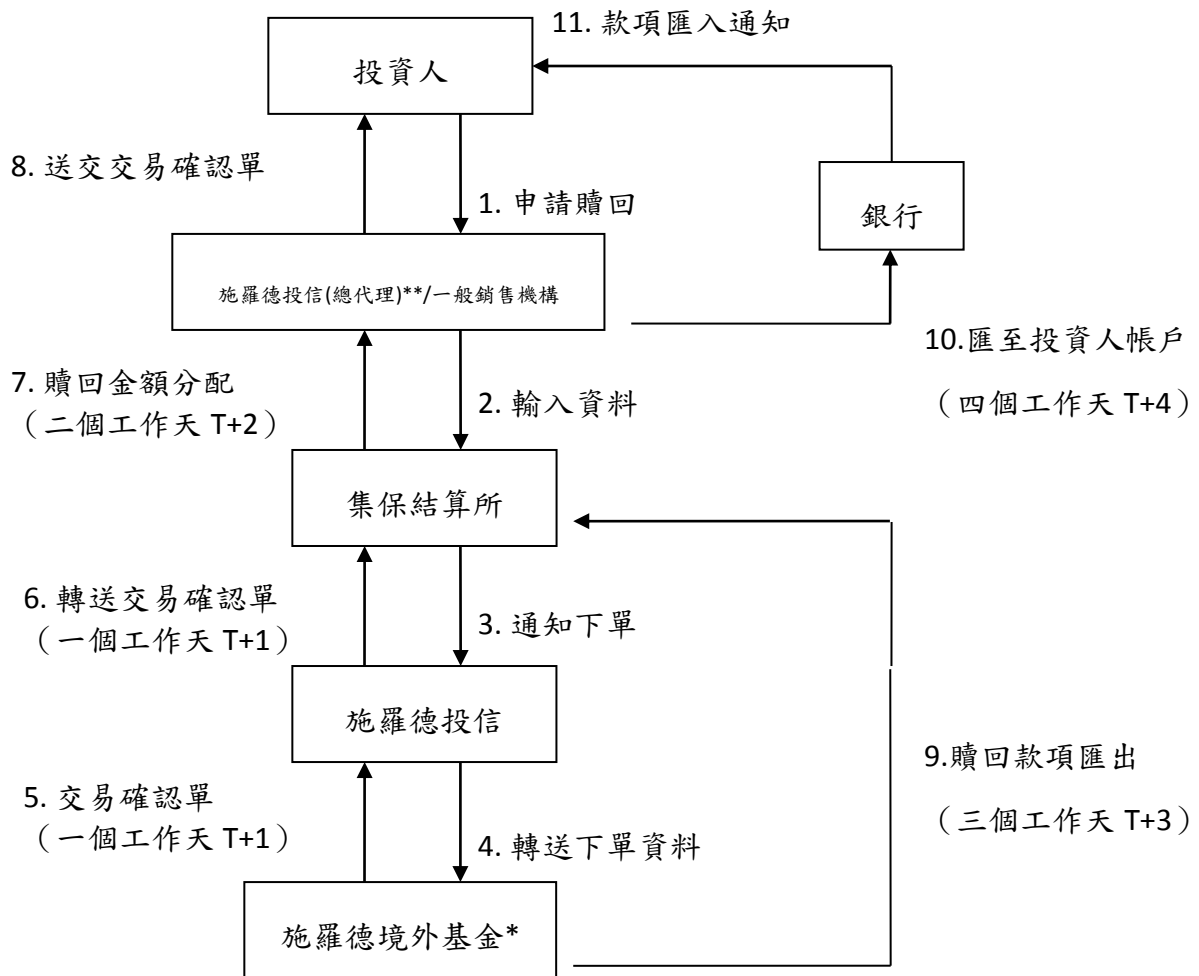 11. 款項匯入通知
投資人
8. 送交交易確認單
1. 申請贖回
銀行
施羅德投信(總代理)**/一般銷售機構
10.匯至投資人帳戶
（四個工作天 T+4）
7. 贖回金額分配
（二個工作天 T+2）
2. 輸入資料
集保結算所
6. 轉送交易確認單
（一個工作天 T+1）
3. 通知下單
施羅德投信
9.贖回款項匯出
（三個工作天 T+3）
5. 交易確認單
（一個工作天 T+1）
4. 轉送下單資料
施羅德境外基金*